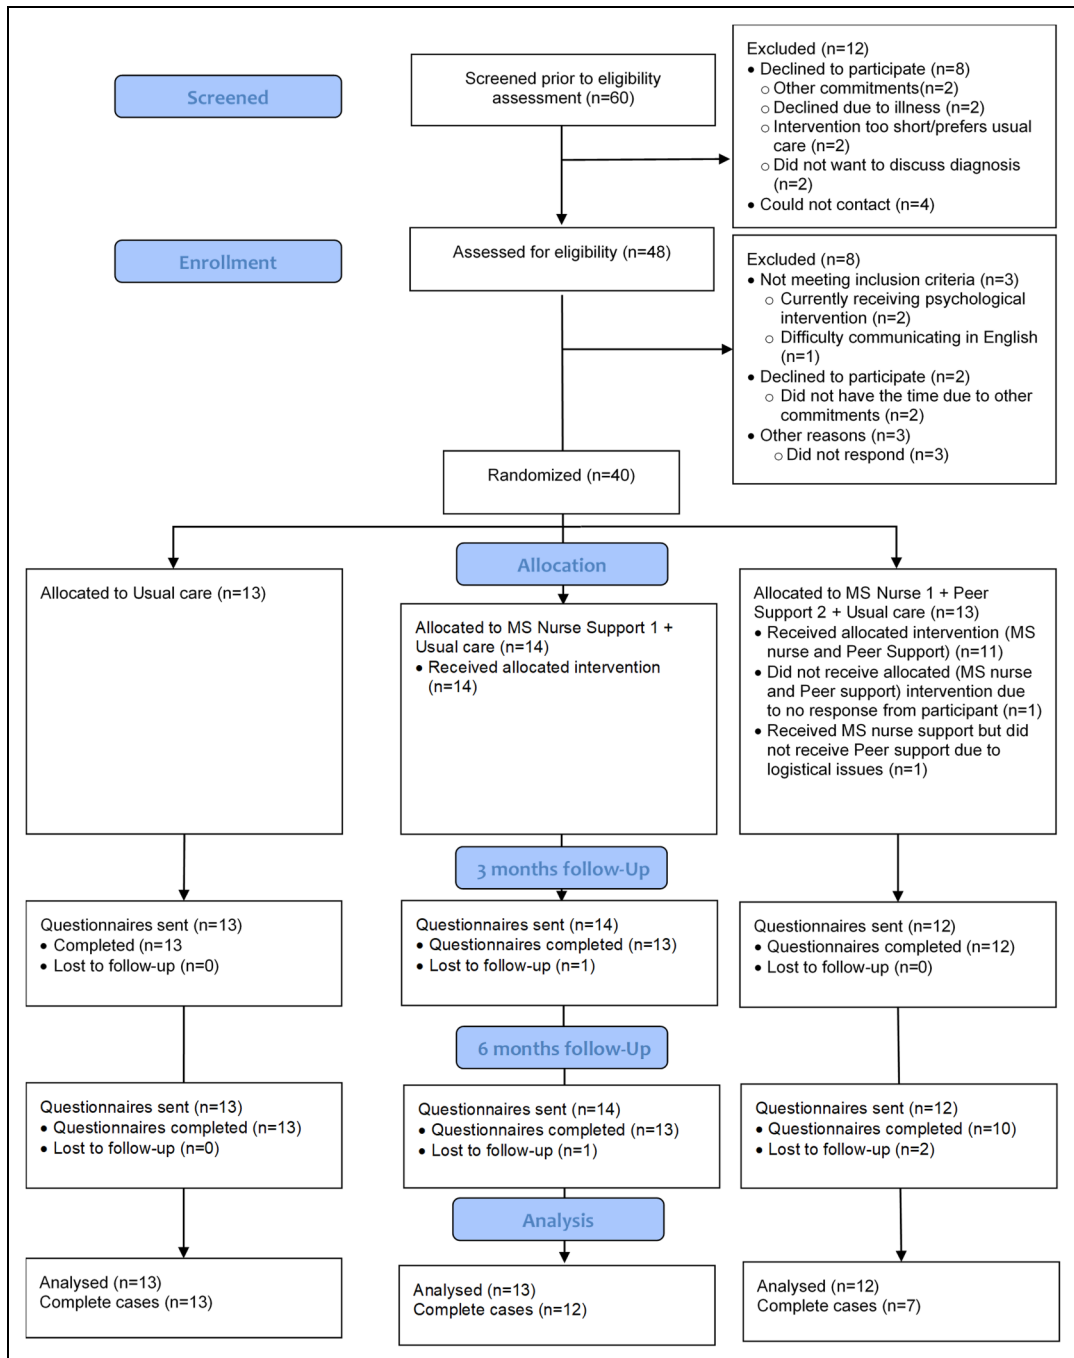 Screened
Screened prior to eligibility
assessment (n=60)
Excluded (n=12)
• Declined to participate (n=8)
o Other commitments(n=2)
o Declined due to illness (n=2)
o Intervention too short/prefers usual
care (n=2)
o Did not want to discuss diagnosis
(n=2)
• Could not contact (n=4)
Enrollment
Assessed for eligibility (n=48)
Excluded (n=8)
• Not meeting inclusion criteria (n=3)
o Currently receiving psychological
intervention (n=2)
o Difficulty communicating in English
(n=1)
• Declined to participate (n=2)
o Did not have the time due to other
commitments (n=2)
• Other reasons (n=3)
o Did not respond (n=3)
Randomized (n=40)
Allocation
Allocated to Usual care (n=13)
Allocated to MS Nurse Support 1 +
Usual care (n=14)
• Received allocated intervention
(n=14)
Allocated to MS Nurse 1 + Peer
Support 2 + Usual care (n=13)
• Received allocated intervention (MS
nurse and Peer Support) (n=11)
• Did not receive allocated (MS nurse
and Peer support) intervention due
to no response from participant (n=1)
• Received MS nurse support but did
not receive Peer support due to
logistical issues (n=1)
3 months follow-Up
Questionnaires sent (n=13)
• Completed (n=13
• Lost to follow-up (n=0)
Questionnaires sent (n=14)
• Questionnaires completed (n=13)
• Lost to follow-up (n=1)
Questionnaires sent (n=12)
• Questionnaires completed (n=12)
• Lost to follow-up (n=0)
6 months follow-Up
Questionnaires sent (n=13)
• Questionnaires completed (n=13)
• Lost to follow-up (n=0)
Questionnaires sent (n=14)
• Questionnaires completed (n=13)
• Lost to follow-up (n=1)
Questionnaires sent (n=12)
• Questionnaires completed (n=10)
• Lost to follow-up (n=2)
Analysis
Analysed (n=13)
Complete cases (n=13)
Analysed (n=13)
Complete cases (n=12)
Analysed (n=12)
Complete cases (n=7)